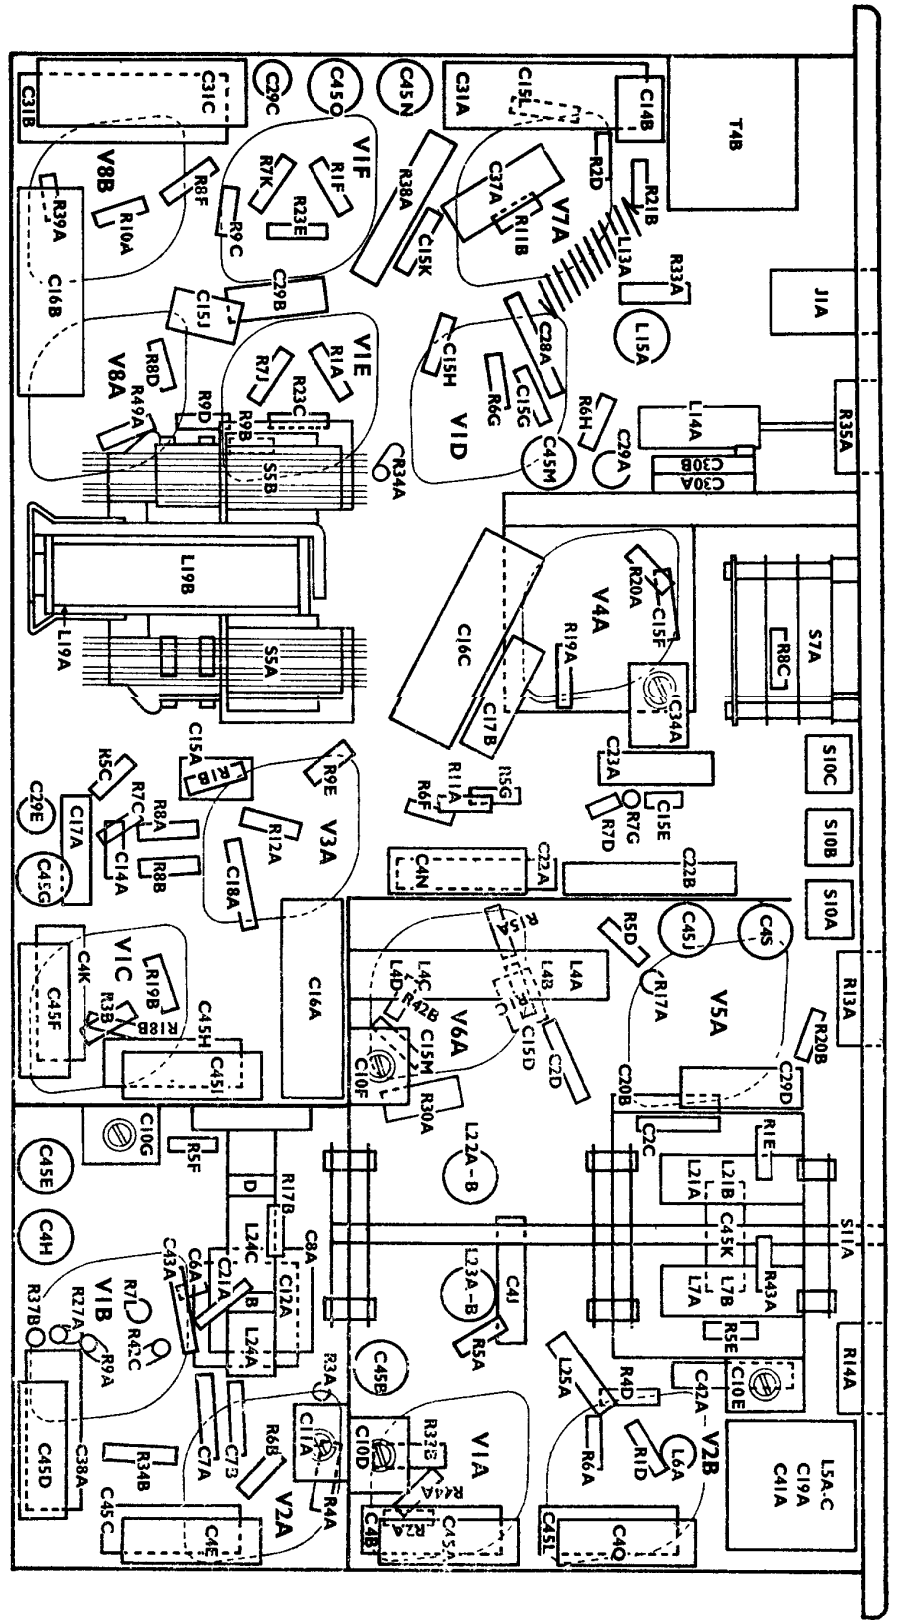 C31B
C31C
C29C
C45O
C45N
C31A
C15L
C14B
T4B
V8B
R8F
R7K
V1F
R1F
R38A
C37A
R11B
V7A
R2D
R21B
R39A
R10A
R9C
R23E
C15K
L13A
R33A
C16B
C15J
C29B
J1A
L15A
V8A
R8D
R49A
R9D
R9B
R7J
V1E
R1A
R23C
C15H
C28A
R6G
C15G
V1D
R6H
C45M
C29A
L14A
R35A
C30B
C30A
S5B
R34A
L19B
L19A
S5A
C16C
C17B
V4A
R20A
C15F
R19A
C34A
S7A
R8C
C15A
R1B
R9E
R5C
R7C
R8A
R12A
V3A
C29E
C17A
C14A
R8B
C18A
C45G
R11A
R5G
R6F
C23A
R7D
R7G
C15E
S10C
S10B
S10A
C4N
C22A
C22B
V1C
C4K
C45F
R19B
R3B
R18B
C45H
C45I
C16A
R15A
L4D
L4C
L4B
L4A
R42B
V6A
C15M
C10F
C15D
C2D
R30A
R5D
C45J
C4S
R17A
V5A
R13A
R20B
C20B
C29D
C10G
C45E
R5F
C4H
1D
R17B
L24C
C8A
L22A-B
C2C
R1E
L21A
L21B
C45K
S11A
C43A
C6A
C21A
B
C12A
L24A
L23A-B
C4J
L7A
L7B
R43A
R5A
R5E
V1B
R7L
R37B
R27A
R9A
R42C
R3A
C45B
L25A
R4D
C42A
C10E
R14A
C45D
C38A
R34B
C7A
C7B
R6B
C11A
C10D
V1A
R44A
R6A
R1D
L6A
V2B
L5A-C
C19A
C41A
C45C
C4E
V2A
R4A
C4B
R2A
C45A
C45L
C4Q